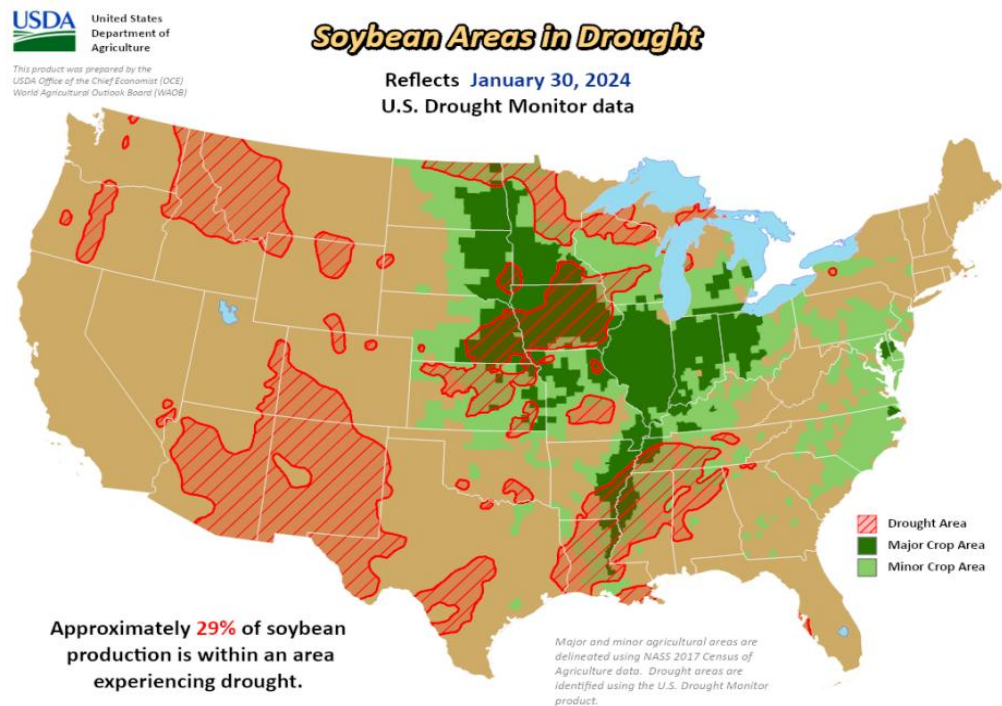 USDA
United States
Department of
Agriculture
This product was prepared by the
USDA Office of the Chief Economist (OCE)
World Agricultural Outlook Board (WAOB)
Soybean Areas in Drought
Reflects January 30, 2024
U.S. Drought Monitor data
Drought Area
Major Crop Area
Minor Crop Area
Approximately 29% of soybean
production is within an area
experiencing drought.
Major and minor agricultural areas are
delineated using NASS 2017 Census of
Agriculture data. Drought areas are
identified using the U.S. Drought Monitor
product.